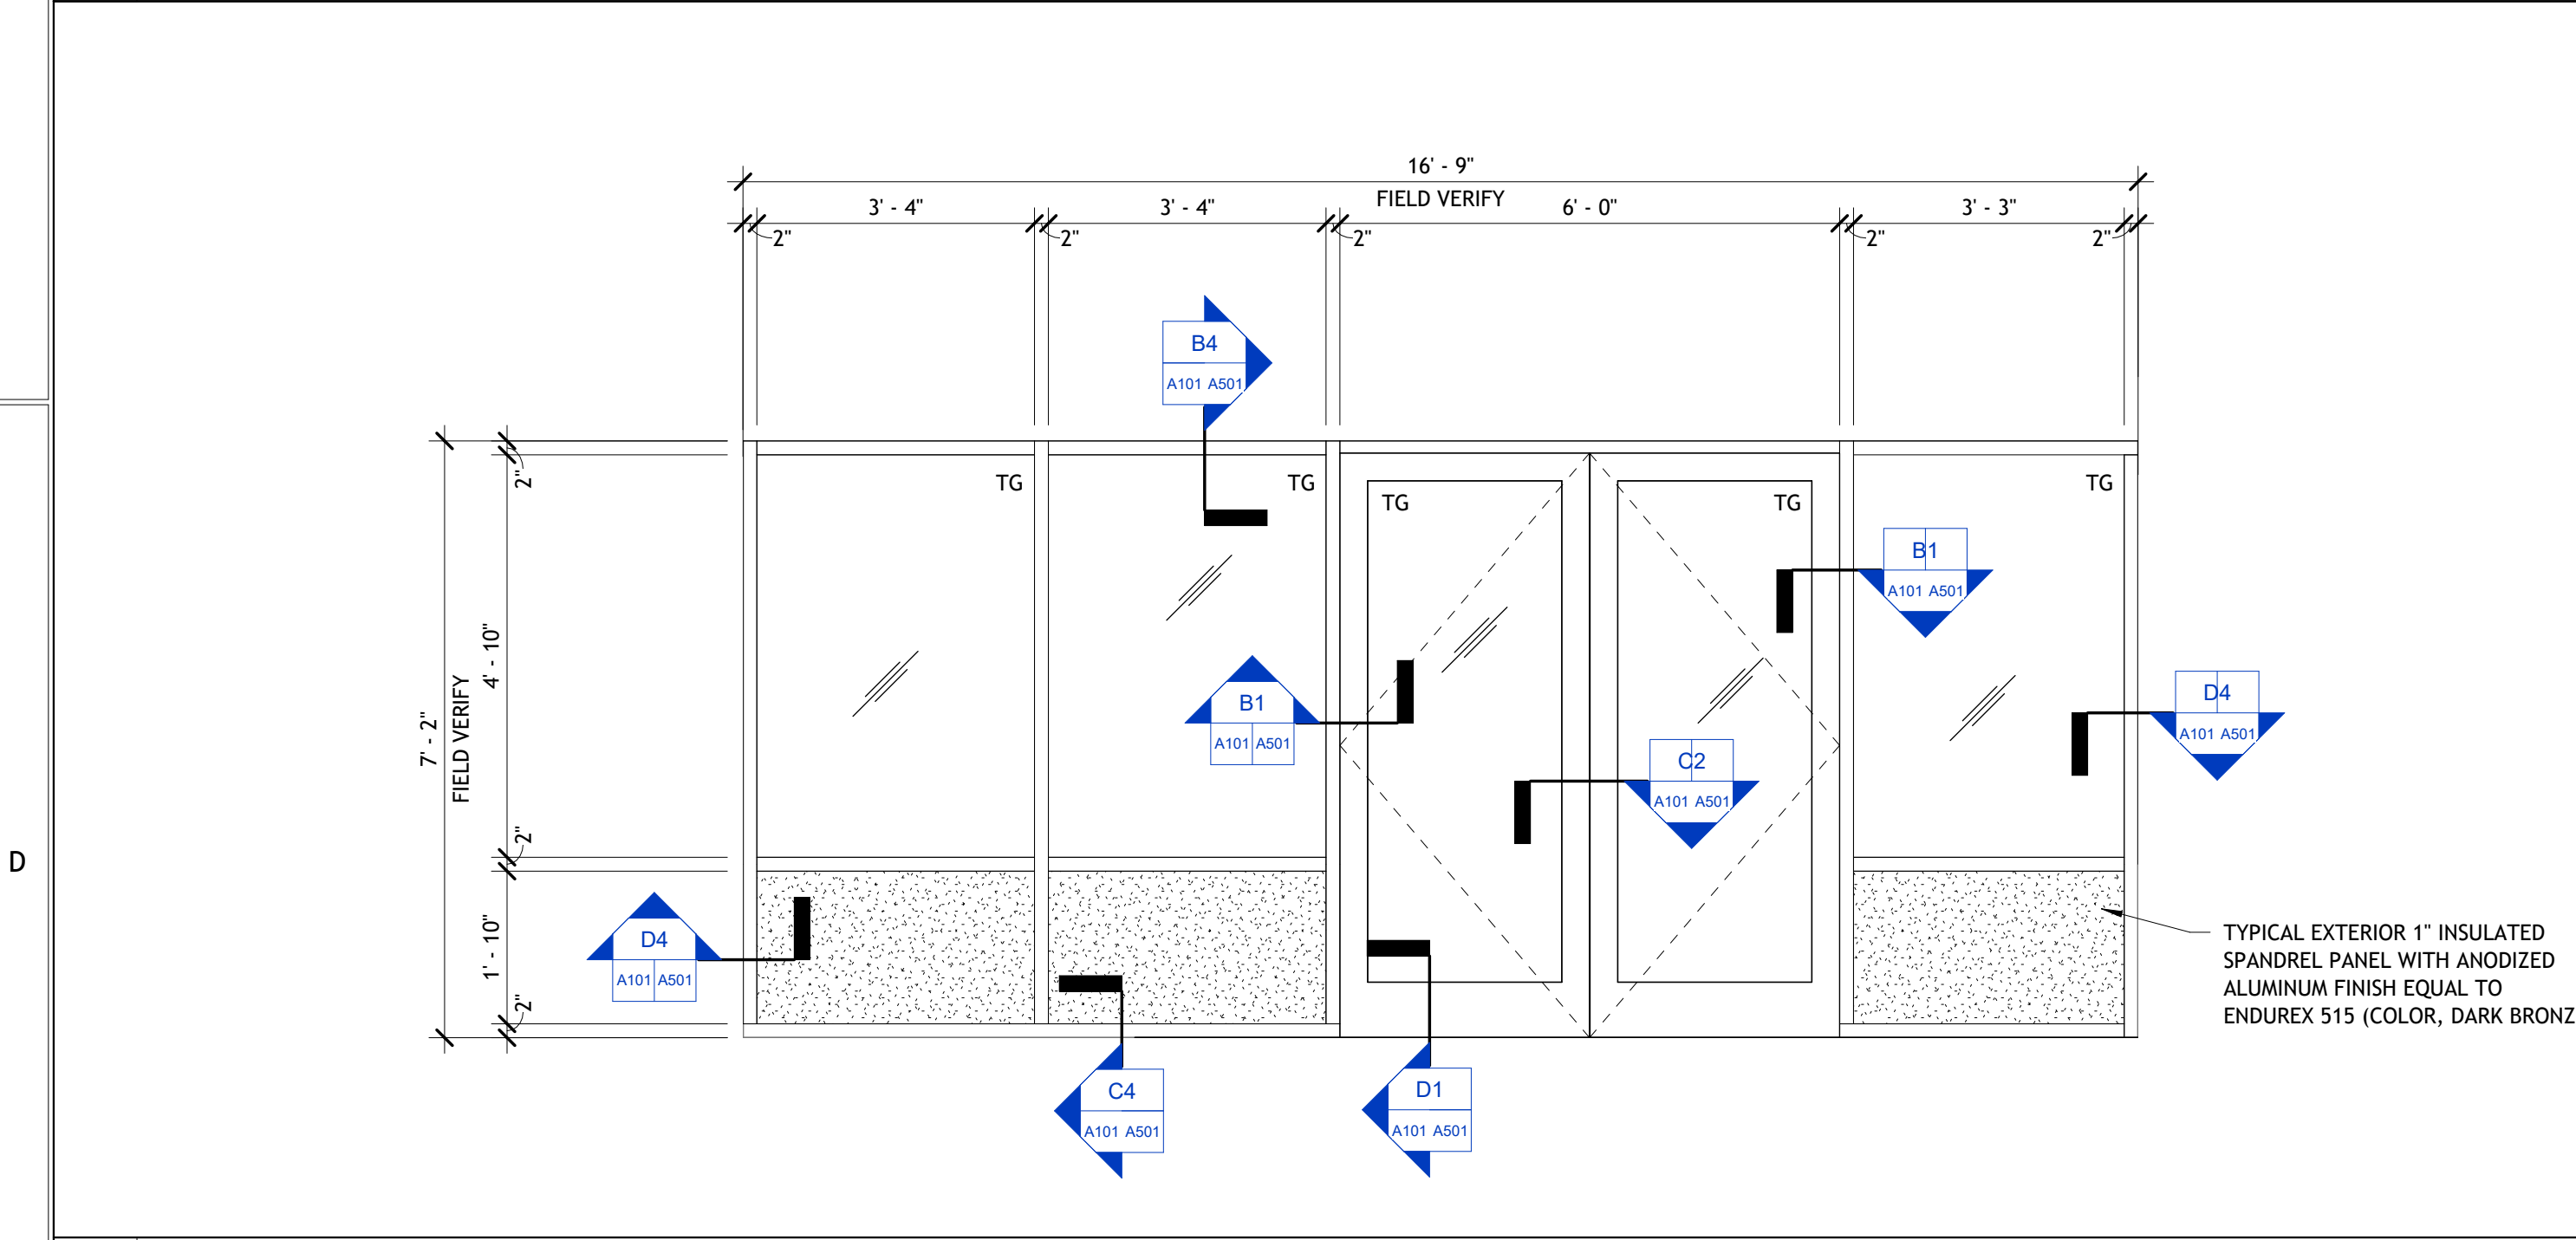 16' - 9"
FIELD VERIFY
3' - 4"
3' - 4"
6' - 0"
3' - 3"
2"
2"
2"
2"
2"
B4
A101 A501
2"
TG
TG
TG
TG
TG
B1
A101 A501
4' - 10"
7' - 2"
FIELD VERIFY
B1
A101 A501
D4
A101 A501
C2
A101 A501
2"
D
D4
A101 A501
1' - 10"
2"
TYPICAL EXTERIOR 1" INSULATED
SPANDREL PANEL WITH ANODIZED
ALUMINUM FINISH EQUAL TO
ENDUREX 515 (COLOR, DARK BRONZ
C4
A101 A501
D1
A101 A501